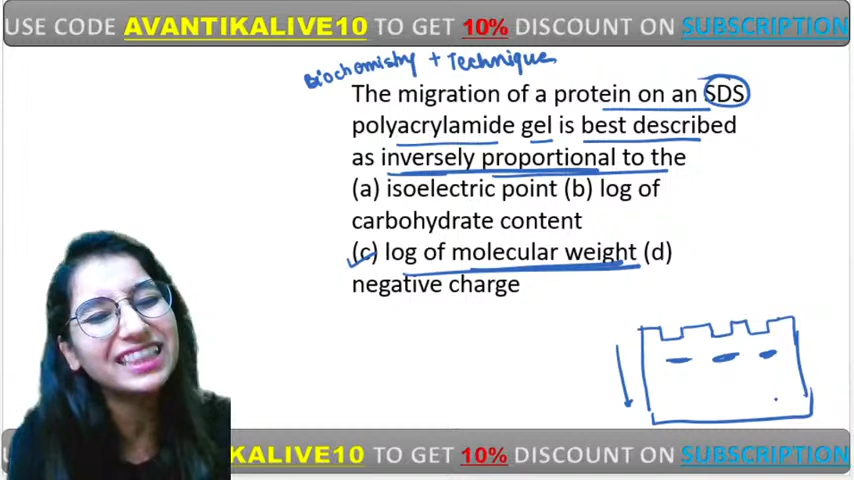 USE CODE AVANTIKALIVE10 TO GET 10% DISCOUNT ON SUBSCRIPTION
Biochemistry + Technique
The migration of a protein on an SDS
polyacrylamide gel is best described
as inversely proportional to the
(a) isoelectric point (b) log of
carbohydrate content
(c) log of molecular weight (d)
negative charge
KALIVE10 TO GET 10% DISCOUNT ON SUBSCRIPTION